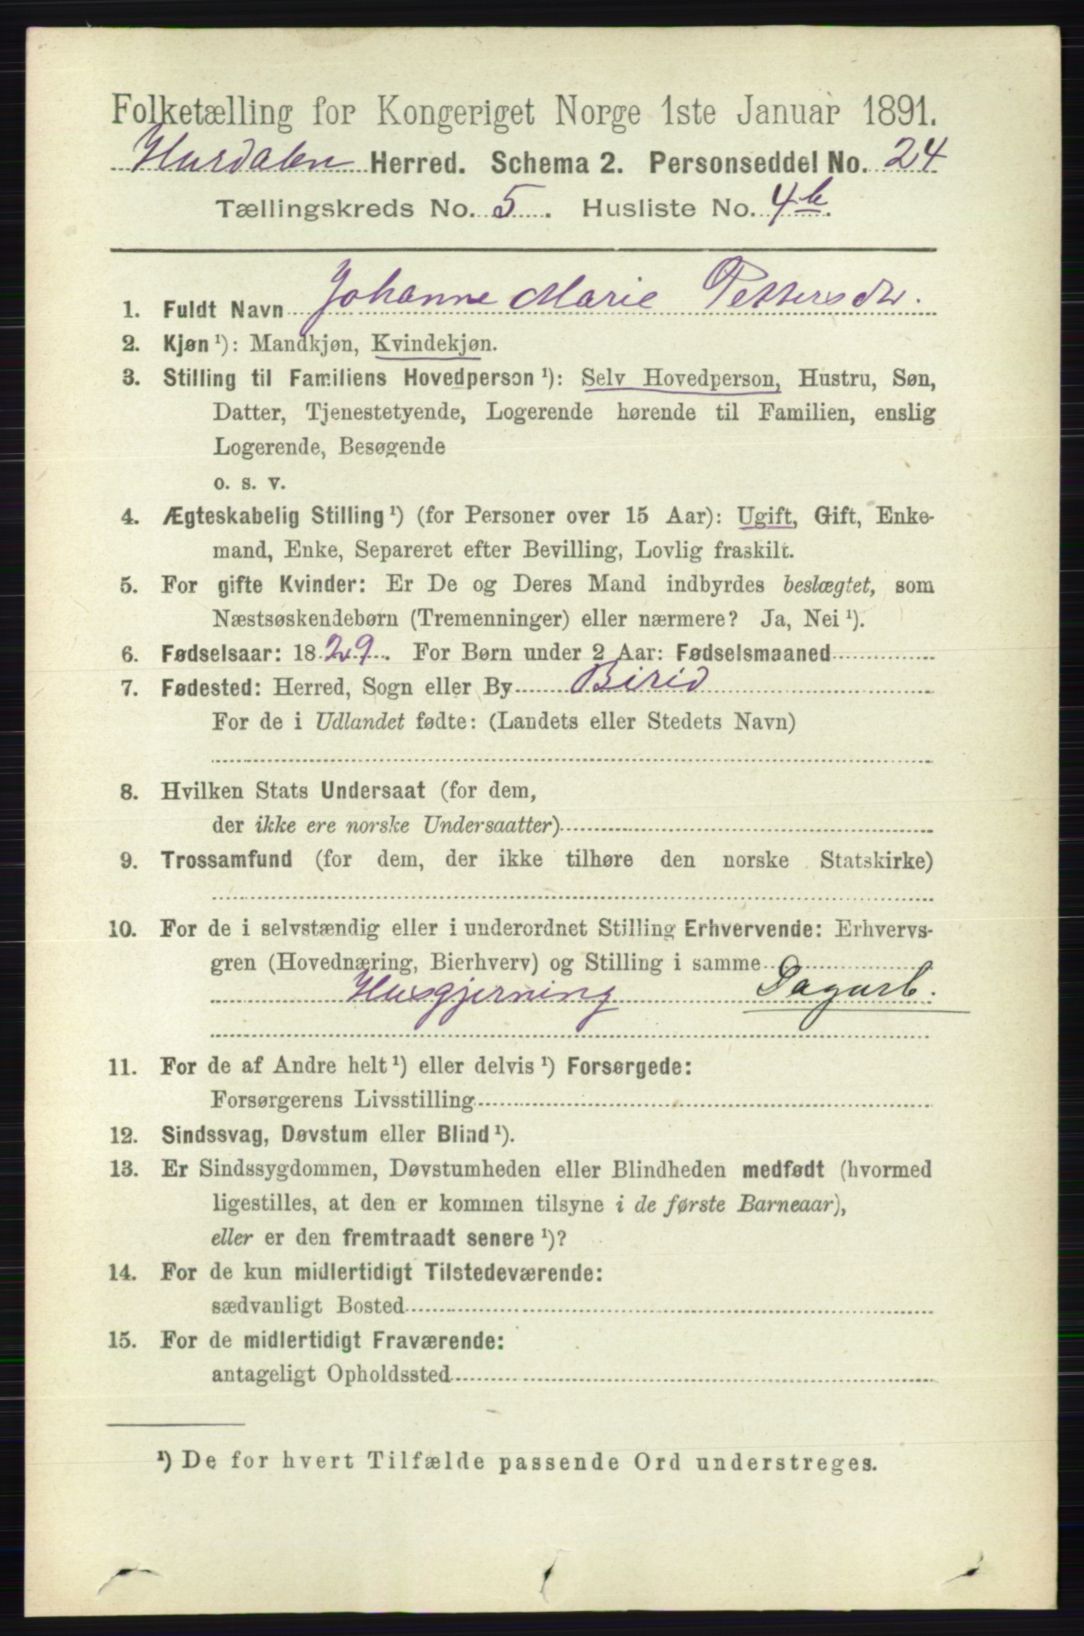 Folketælling for Kongeriget Norge 1ste Januar 1891.
Hurdalen Herred. Schema 2. Personseddel No. 24
Tællingskreds No. 5. Husliste No. 4b.
1. Fuldt Navn Johanne Marie Pettersdtr.
2. Kjøn ¹): Mandkjøn, Kvindekjøn.
3. Stilling til Familiens Hovedperson ¹): Selv Hovedperson, Hustru, Søn,
Datter, Tjenestetyende, Logerende hørende til Familien, enslig
Logerende, Besøgende
o. s. v.
4. Ægteskabelig Stilling ¹) (for Personer over 15 Aar): Ugift, Gift, Enke-
mand, Enke, Separeret efter Bevilling, Lovlig fraskilt.
5. For gifte Kvinder: Er De og Deres Mand indbyrdes beslægtet, som
Næstsøskendebørn (Tremenninger) eller nærmere? Ja, Nei ¹).
6. Fødselsaar: 1829. For Børn under 2 Aar: Fødselsmaaned
7. Fødested: Herred, Sogn eller By Birid
For de i Udlandet fødte: (Landets eller Stedets Navn)
8. Hvilken Stats Undersaat (for dem,
der ikke ere norske Undersaatter)
9. Trossamfund (for dem, der ikke tilhøre den norske Statskirke)
10. For de i selvstændig eller i underordnet Stilling Erhvervende: Erhvervs-
gren (Hovednæring, Bierhverv) og Stilling i samme
Husgjerning Dagarb.
11. For de af Andre helt ¹) eller delvis ¹) Forsørgede:
Forsørgerens Livsstilling
12. Sindssvag, Døvstum eller Blind ¹).
13. Er Sindssygdommen, Døvstumheden eller Blindheden medfødt (hvormed
ligestilles, at den er kommen tilsyne i de første Barneaar),
eller er den fremtraadt senere ¹)?
14. For de kun midlertidigt Tilstedeværende:
sædvanligt Bosted
15. For de midlertidigt Fraværende:
antageligt Opholdssted
¹) De for hvert Tilfælde passende Ord understreges.